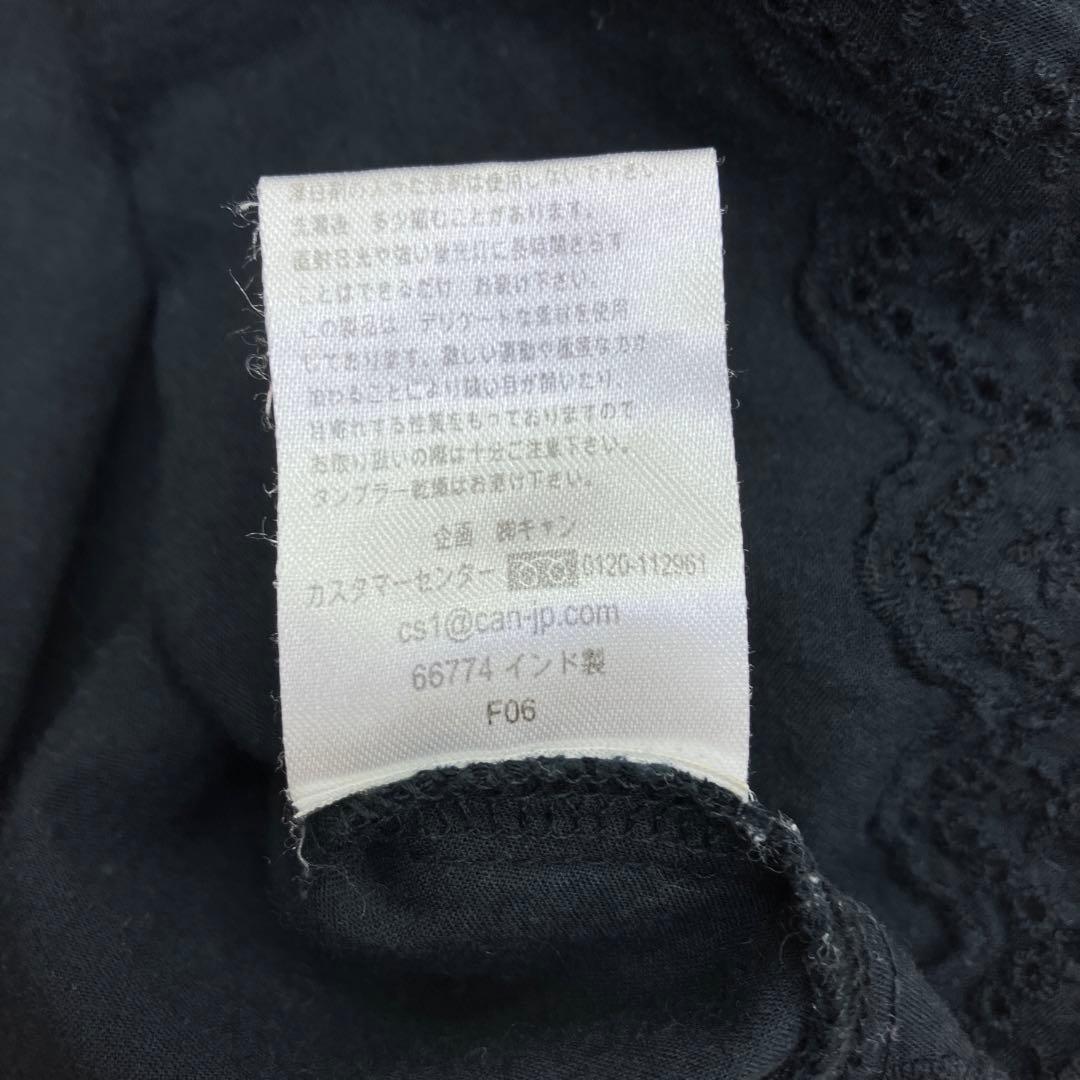 蛍白剤の入った洗剤は使用しないで下さい。
洗濯後 多少縮むことがあります。
直射日光や強い蛍光灯に長時間さらす
ことはできるだけ お避け下さい。
この製品は デリケートな素材を使用
しております。激しい運動や極度な力が
加わることにより縫い目が開いたり
目寄れする性質をもっておりますので
お取り扱いの際は十分ご注意下さい。
タンブラー乾燥はお避け下さい。
企画 ㈱キャン
カスタマーセンター 0120-112961
cs1@can-jp.com
66774 インド製
F06